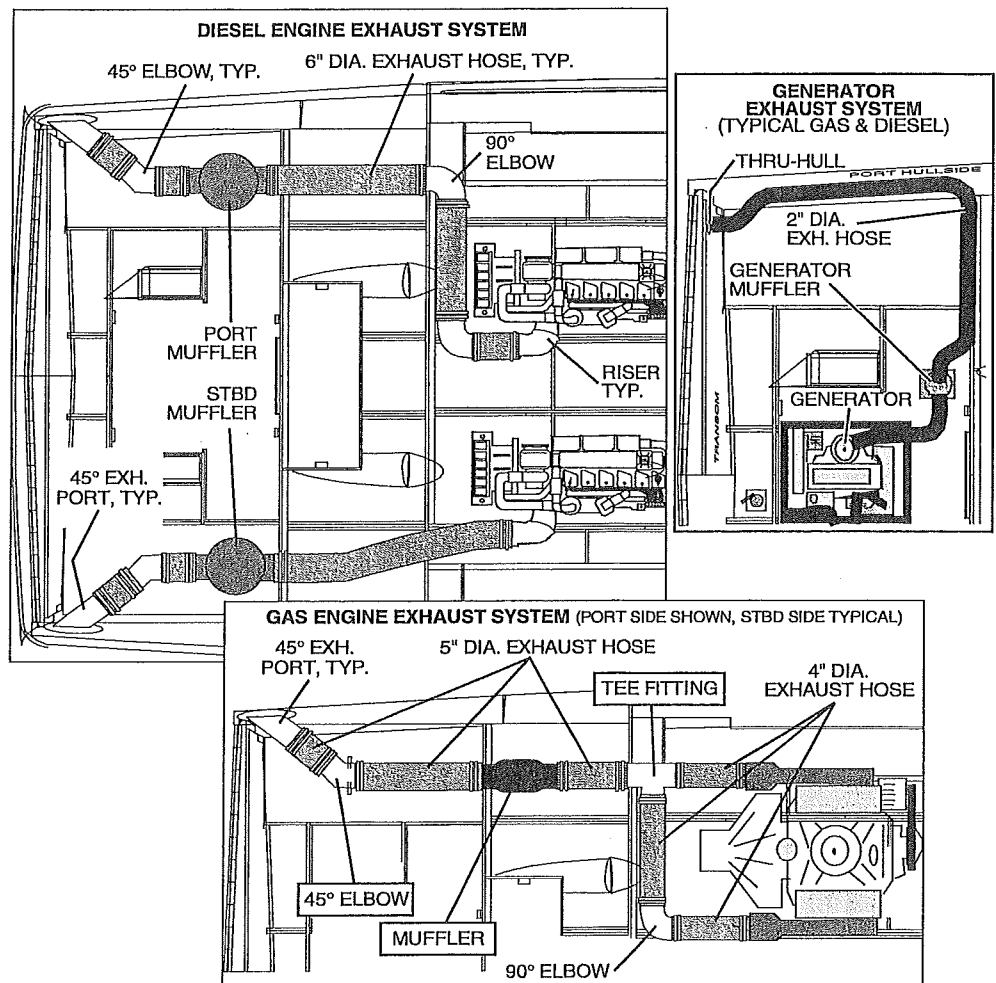 DIESEL ENGINE EXHAUST SYSTEM
45° ELBOW, TYP.
6" DIA. EXHAUST HOSE, TYP.
90°
ELBOW
PORT
MUFFLER
STBD
MUFFLER
RISER
TYP.
45° EXH.
PORT, TYP.
GENERATOR
EXHAUST SYSTEM
(TYPICAL GAS & DIESEL)
THRU-HULL
PORT HULLSIDE
2" DIA.
EXH. HOSE
GENERATOR
MUFFLER
GENERATOR
TRANSOM
GAS ENGINE EXHAUST SYSTEM (PORT SIDE SHOWN, STBD SIDE TYPICAL)
45° EXH.
PORT, TYP.
5" DIA. EXHAUST HOSE
TEE FITTING
4" DIA.
EXHAUST HOSE
45° ELBOW
MUFFLER
90° ELBOW